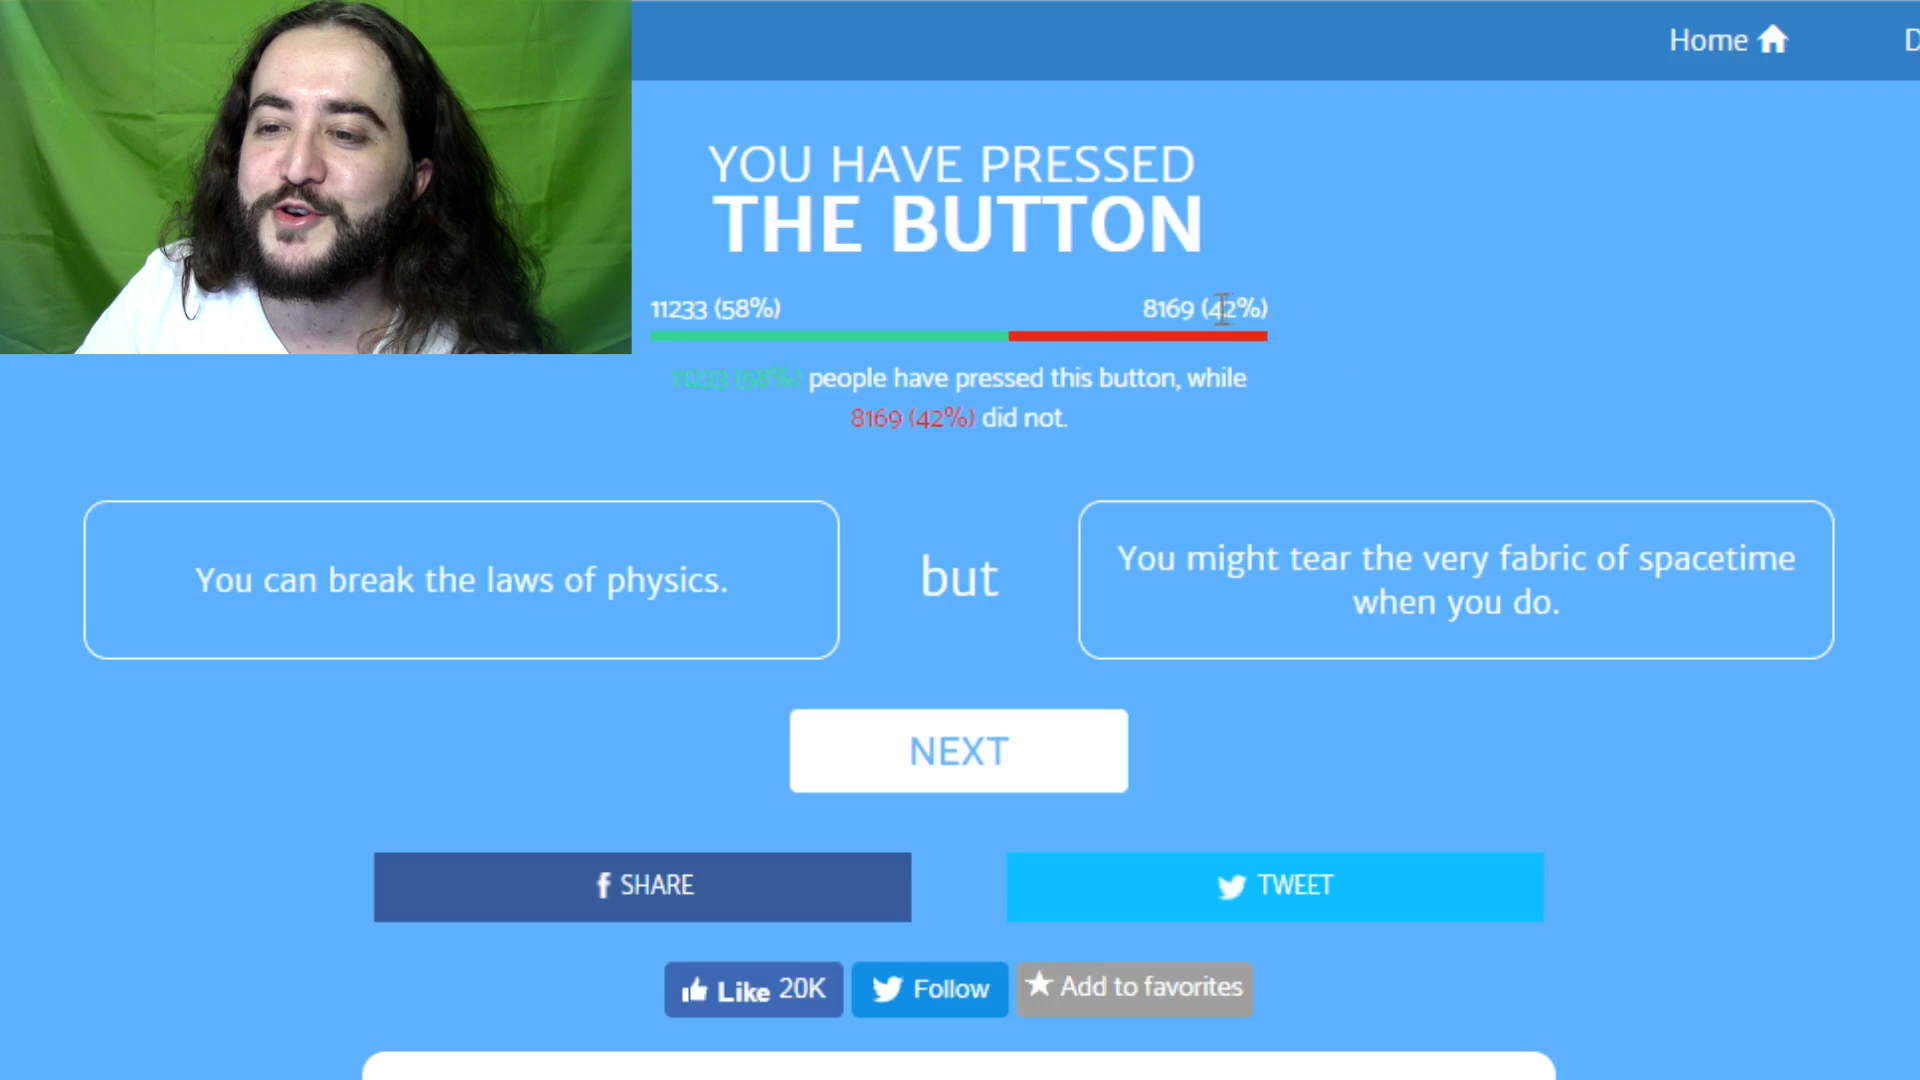 Home
D
YOU HAVE PRESSED
THE BUTTON
11233 (58%)
8169 (42%)
11233 (58%) people have pressed this button, while
8169 (42%) did not.
You can break the laws of physics.
but
You might tear the very fabric of spacetime
when you do.
NEXT
f SHARE
TWEET
Like 20K
Follow
Add to favorites